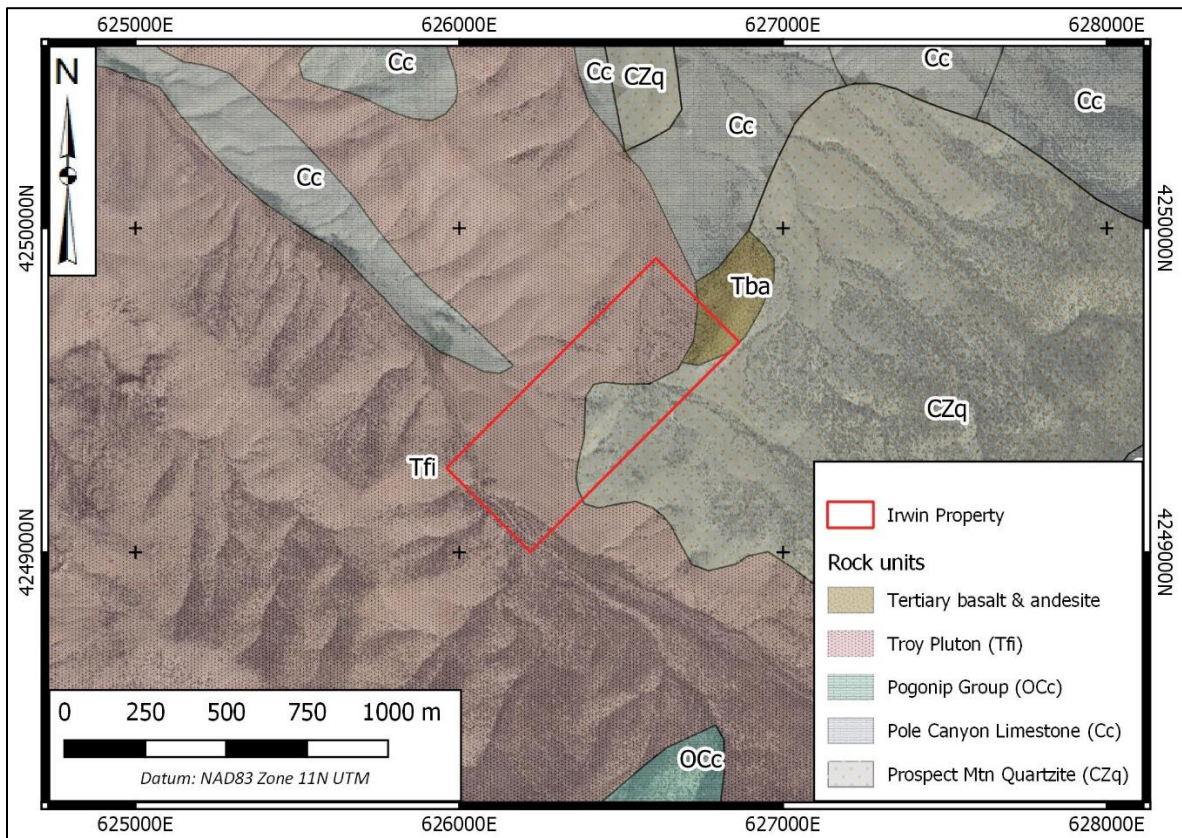 625000E
626000E
627000E
628000E
N
Cc
Cc
CZq
Cc
Cc
Cc
Cc
4250000N
4250000N
Tba
CZq
Tfi
4249000N
4249000N
OCc
Irwin Property
Rock units
Tertiary basalt & andesite
Troy Pluton (Tfi)
Pogonip Group (OCc)
Pole Canyon Limestone (Cc)
Prospect Mtn Quartzite (CZq)
0 250 500 750 1000 m
Datum: NAD83 Zone 11N UTM
625000E
626000E
627000E
628000E